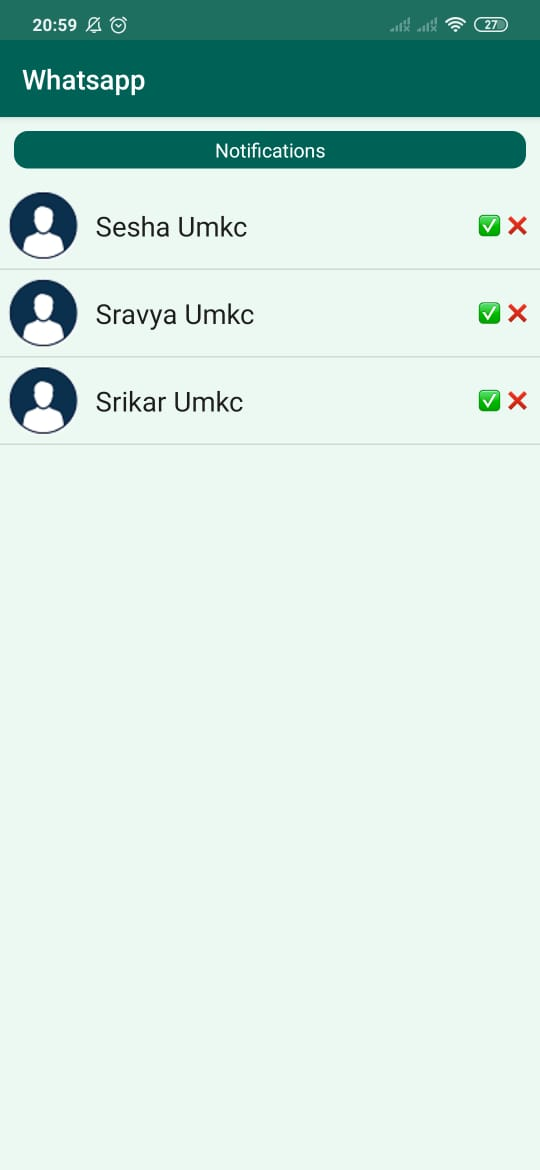 20:59 27
Whatsapp
Notifications
Sesha Umkc
Sravya Umkc
Srikar Umkc